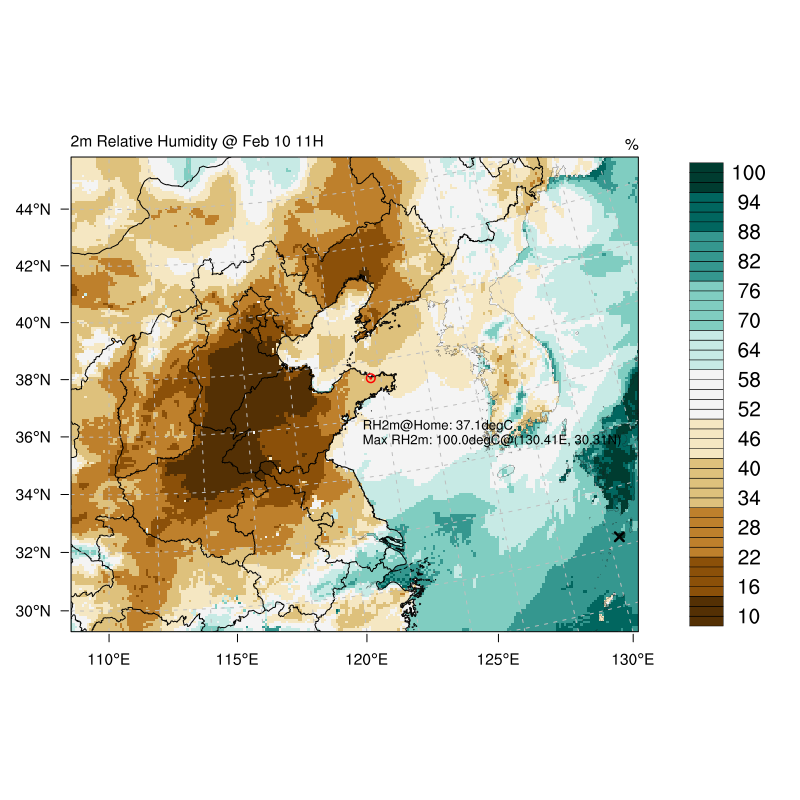 2m Relative Humidity @ Feb 10 11H
%
44°N
42°N
40°N
38°N
36°N
34°N
32°N
30°N
110°E
115°E
120°E
125°E
130°E
RH2m@Home: 37.1degC
Max RH2m: 100.0degC@(130.41E, 30.31N)
100
94
88
82
76
70
64
58
52
46
40
34
28
22
16
10